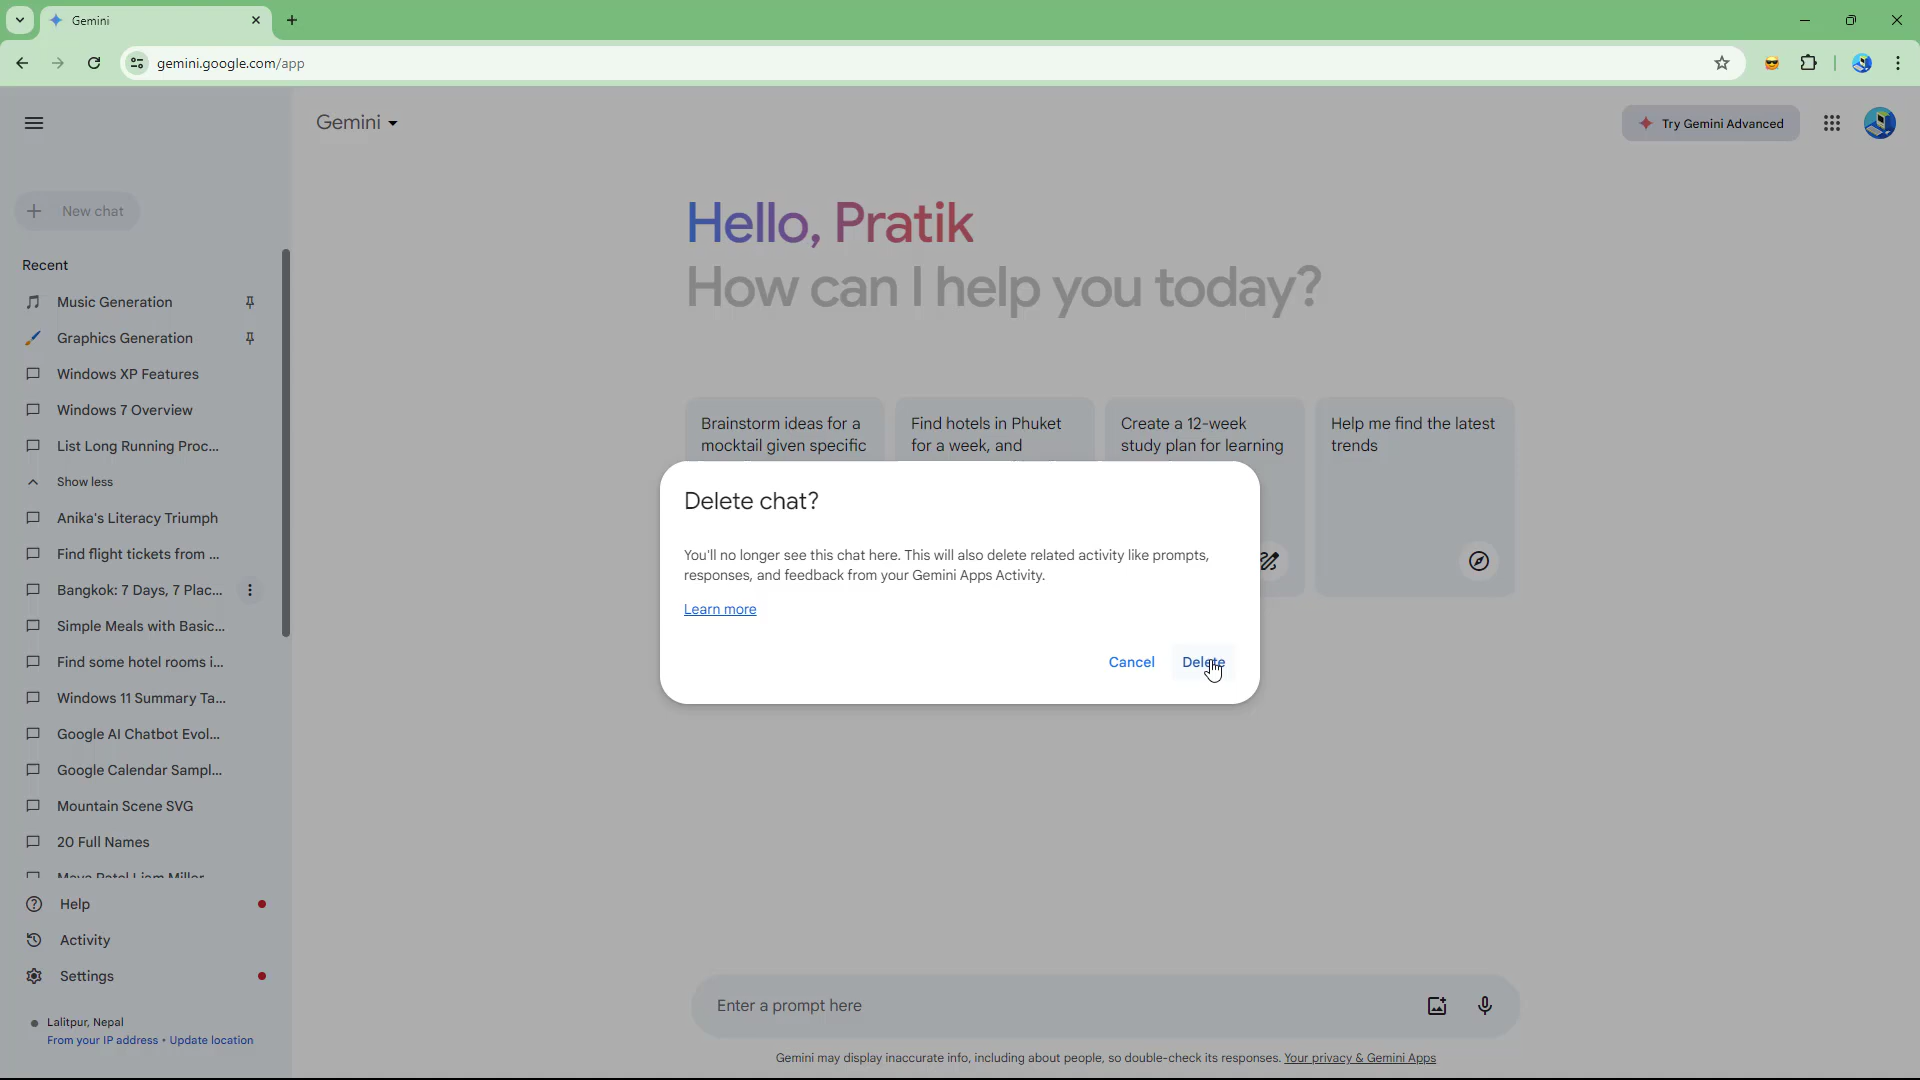 Gemini
gemini.google.com/app
Gemini
Try Gemini Advanced
New chat
Hello, Pratik
How can I help you today?
Recent
Music Generation
Graphics Generation
Windows XP Features
Windows 7 Overview
List Long Running Proc...
Show less
Anika's Literacy Triumph
Find flight tickets from ...
Bangkok: 7 Days, 7 Plac...
Simple Meals with Basic...
Find some hotel rooms i...
Windows 11 Summary Ta...
Google AI Chatbot Evol...
Google Calendar Sampl...
Mountain Scene SVG
20 Full Names
Help
Activity
Settings
Lalitpur, Nepal
From your IP address • Update location
Brainstorm ideas for a
mocktail given specific
Find hotels in Phuket
for a week, and
Create a 12-week
study plan for learning
Help me find the latest
trends
Delete chat?
You'll no longer see this chat here. This will also delete related activity like prompts,
responses, and feedback from your Gemini Apps Activity.
Learn more
Cancel
Delete
Enter a prompt here
Gemini may display inaccurate info, including about people, so double-check its responses. Your privacy & Gemini Apps